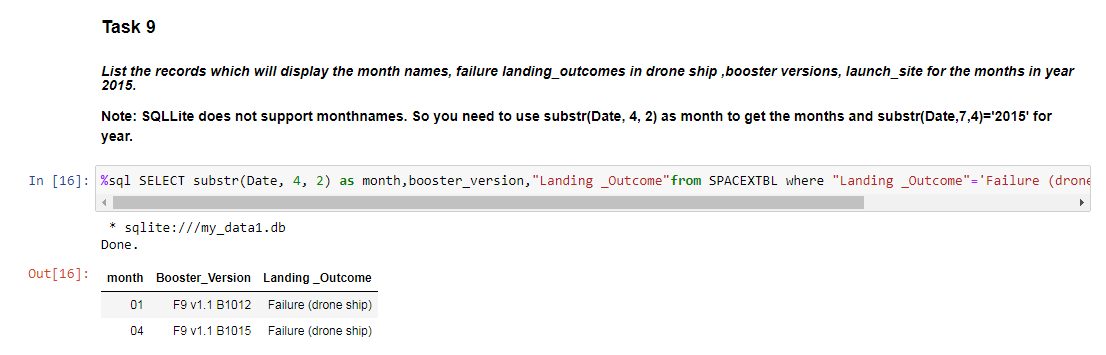 Task 9
List the records which will display the month names, failure landing_outcomes in drone ship ,booster versions, launch_site for the months in year
2015.
Note: SQLLite does not support monthnames. So you need to use substr(Date, 4, 2) as month to get the months and substr(Date,7,4)='2015' for
year.
In [16]: %sql SELECT substr(Date, 4, 2) as month,booster_version,"Landing _Outcome"from SPACEXTBL where "Landing _Outcome"='Failure (drone
* sqlite:///my_data1.db
Done.
Out[16]: month Booster_Version Landing _Outcome
01 F9 v1.1 B1012 Failure (drone ship)
04 F9 v1.1 B1015 Failure (drone ship)